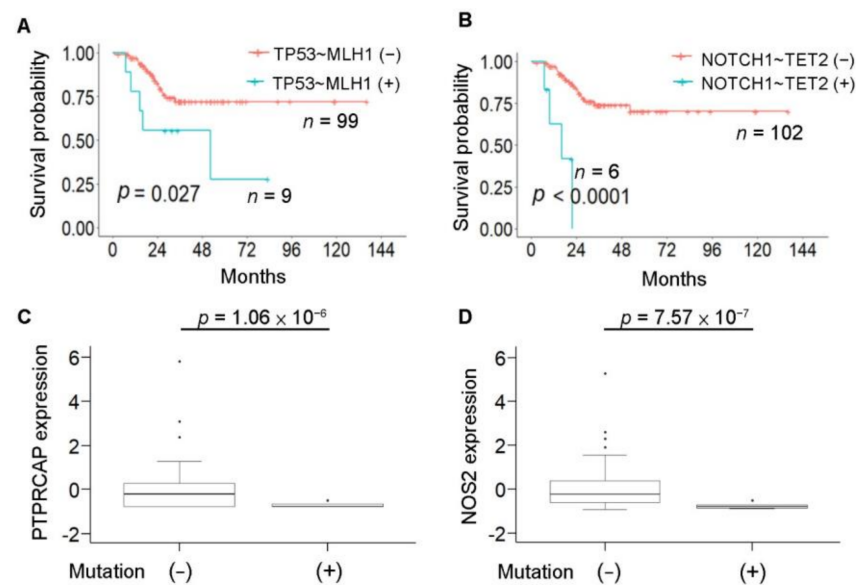 A
1.00
0.75
0.50
0.25
0.00
Survival probability
TP53~MLH1 (−)
TP53~MLH1 (+)
n = 99
p = 0.027
n = 9
0 24 48 72 96 120 144
Months
B
1.00
0.75
0.50
0.25
0.00
Survival probability
NOTCH1~TET2 (−)
NOTCH1~TET2 (+)
n = 102
n = 6
p < 0.0001
0 24 48 72 96 120 144
Months
C
p = 1.06 × 10⁻⁶
6
4
2
0
-2
PTPRCAP expression
Mutation (−) (+)
D
p = 7.57 × 10⁻⁷
6
4
2
0
-2
NOS2 expression
Mutation (−) (+)